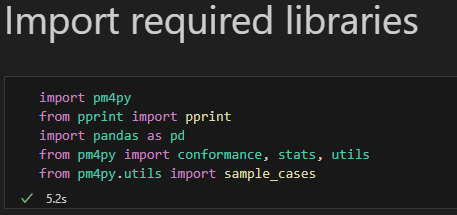 Import required libraries
import pm4py
from pprint import pprint
import pandas as pd
from pm4py import conformance, stats, utils
from pm4py.utils import sample_cases
✓ 5.2s